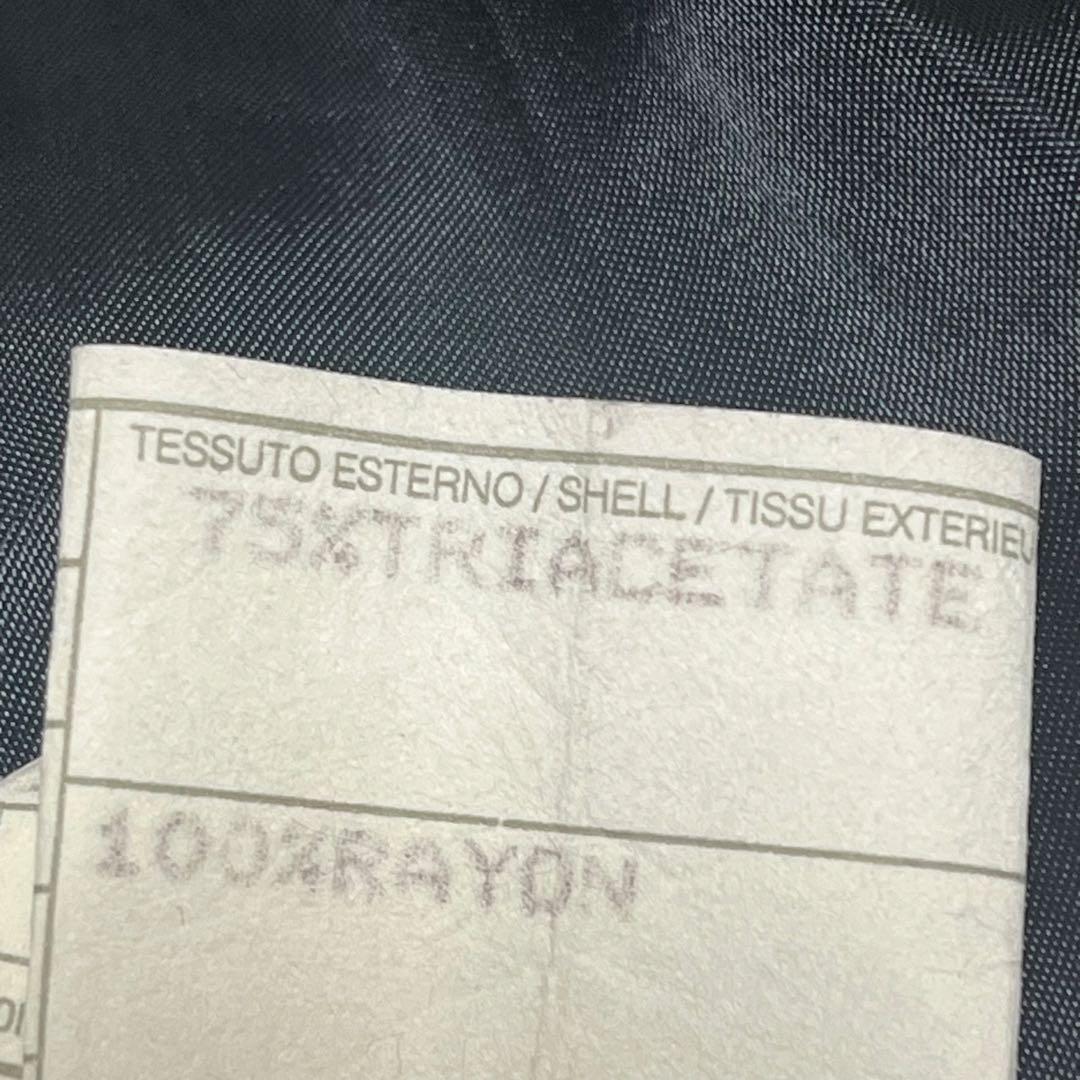 TESSUTO ESTERNO / SHELL / TISSU EXTERIEU
75%TRIACETATE
100%RAYON